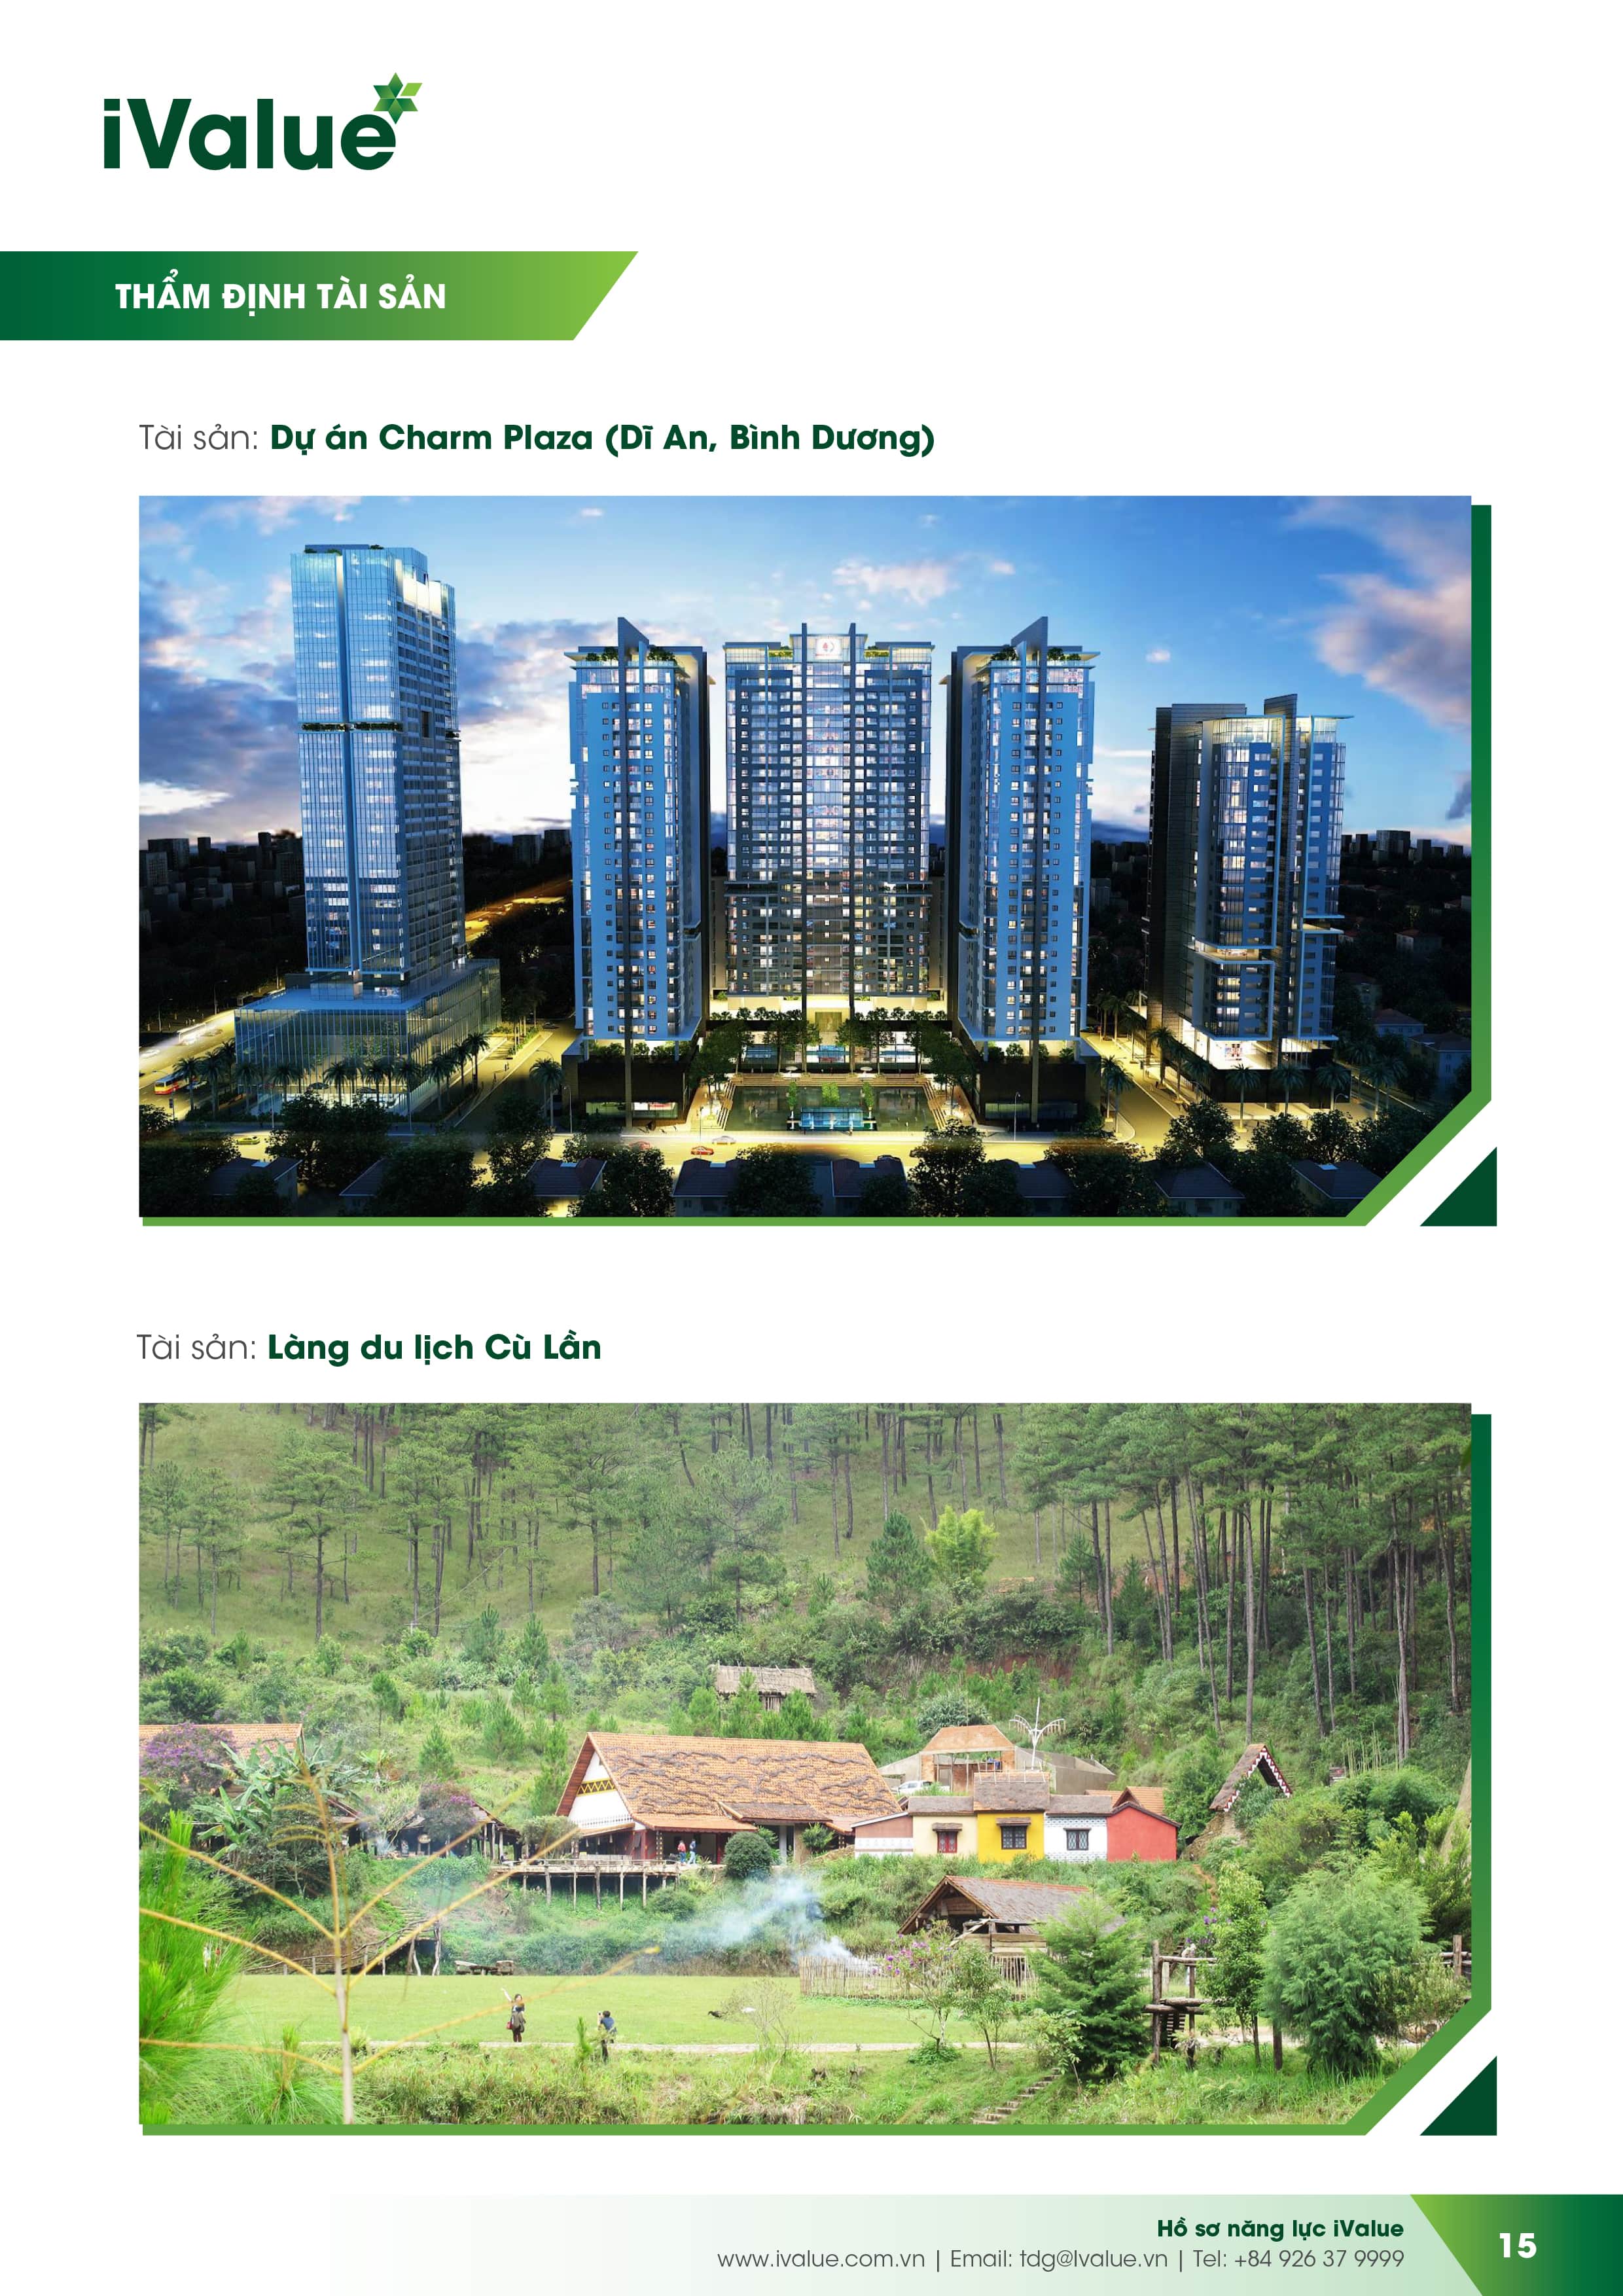 iValue
THẨM ĐỊNH TÀI SẢN
Tài sản: Dự án Charm Plaza (Dĩ An, Bình Dương)
Tài sản: Làng du lịch Cù Lần
Hồ sơ năng lực iValue
www.ivalue.com.vn | Email: tdg@lvalue.vn | Tel: +84 926 37 9999
15